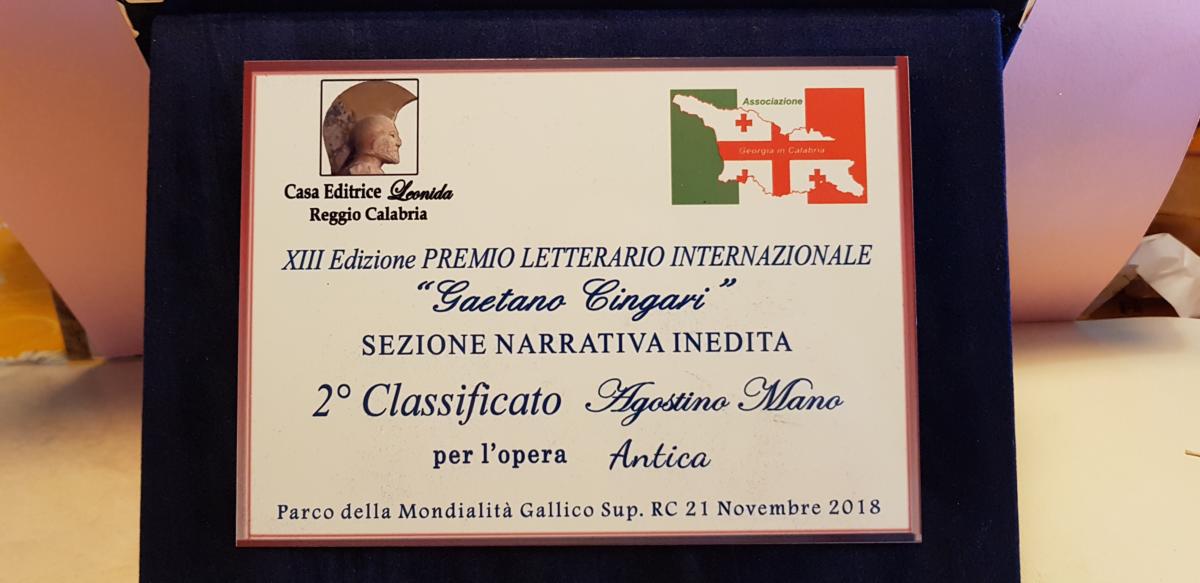 Casa Editrice Leonida
Reggio Calabria
Associazione
Georgia in Calabria
XIII Edizione PREMIO LETTERARIO INTERNAZIONALE
“Gaetano Cingari”
SEZIONE NARRATIVA INEDITA
2° Classificato Agostino Mano
per l’opera Antica
Parco della Mondialità Gallico Sup. RC 21 Novembre 2018